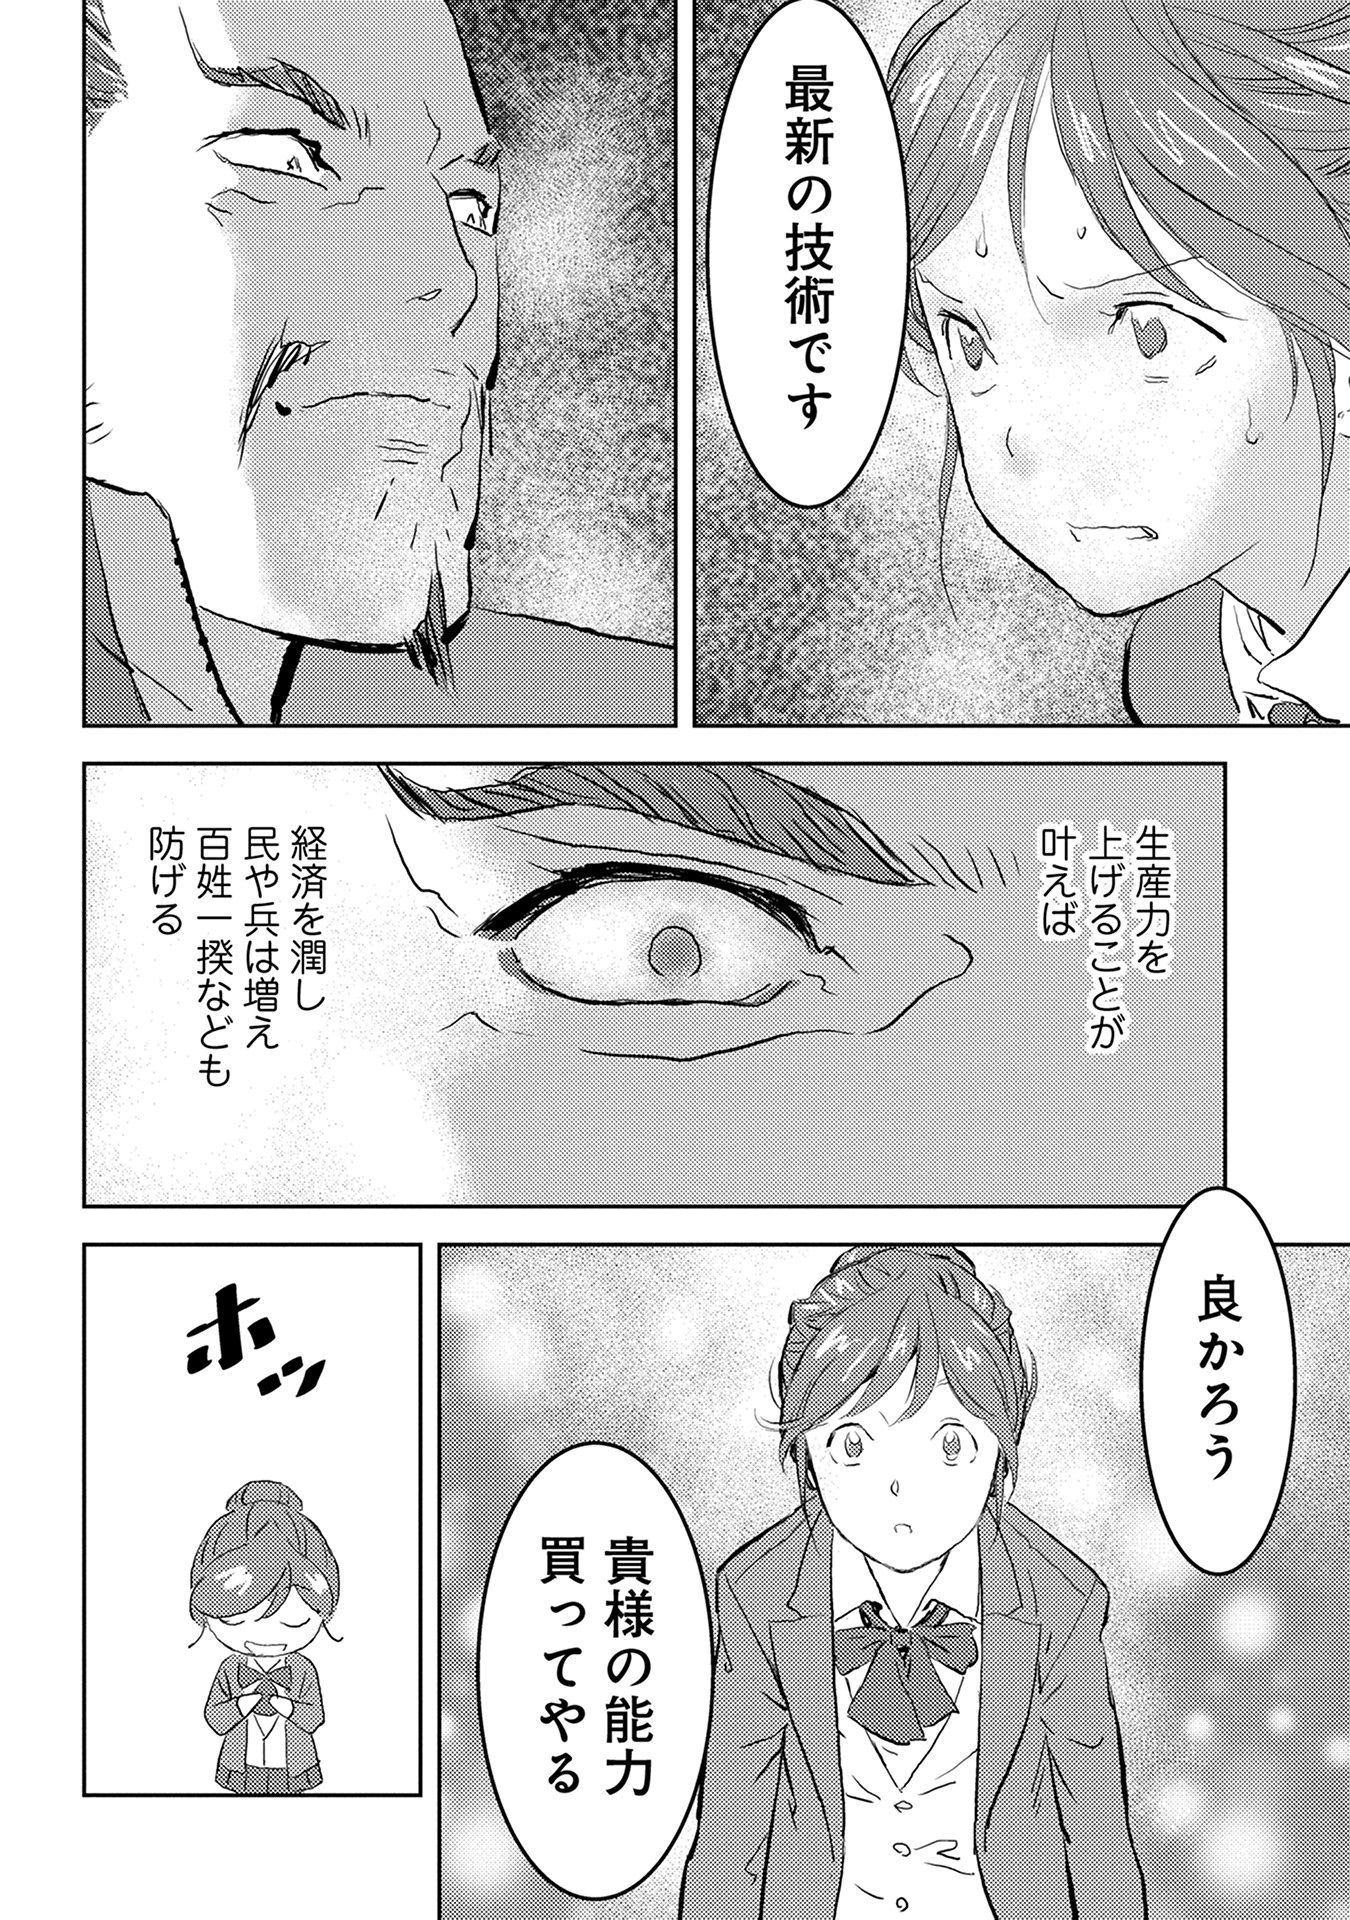 最新の技術です
生産力を
上げることが
叶えば
経済を潤し
民や兵は増え
百姓一揆なども
防げる
良かろう
貴様の能力
買ってやる
ホッ